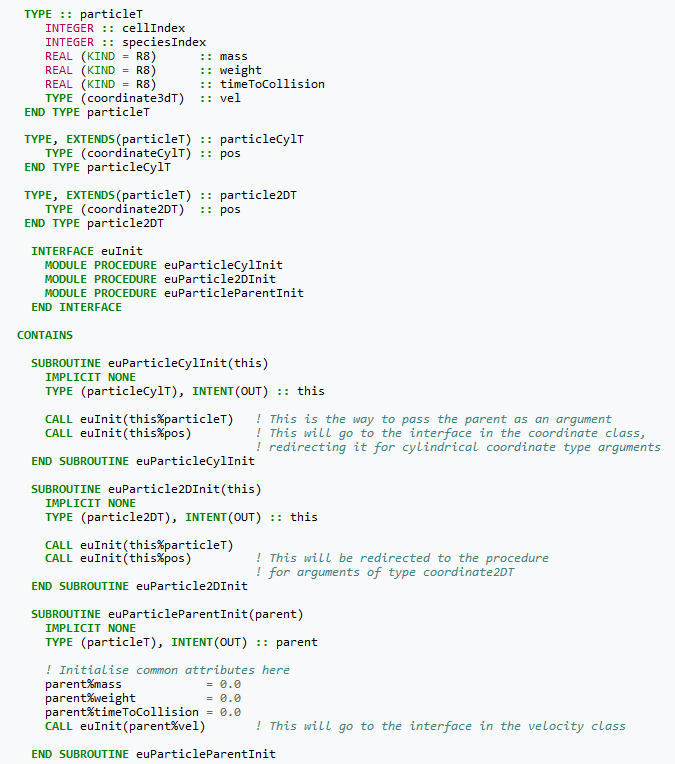 TYPE :: particleT
INTEGER :: cellIndex
INTEGER :: speciesIndex
REAL (KIND = R8)      :: mass
REAL (KIND = R8)      :: weight
REAL (KIND = R8)      :: timeToCollision
TYPE (coordinate3dT)  :: vel
END TYPE particleT
TYPE, EXTENDS(particleT) :: particleCylT
TYPE (coordinateCylT) :: pos
END TYPE particleCylT
TYPE, EXTENDS(particleT) :: particle2DT
TYPE (coordinate2DT)  :: pos
END TYPE particle2DT
INTERFACE euInit
MODULE PROCEDURE euParticleCylInit
MODULE PROCEDURE euParticle2DInit
MODULE PROCEDURE euParticleParentInit
END INTERFACE
CONTAINS
SUBROUTINE euParticleCylInit(this)
IMPLICIT NONE
TYPE (particleCylT), INTENT(OUT) :: this
CALL euInit(this%particleT)   ! This is the way to pass the parent as an argument
CALL euInit(this%pos)         ! This will go to the interface in the coordinate class,
! redirecting it for cylindrical coordinate type arguments
END SUBROUTINE euParticleCylInit
SUBROUTINE euParticle2DInit(this)
IMPLICIT NONE
TYPE (particle2DT), INTENT(OUT) :: this
CALL euInit(this%particleT)
CALL euInit(this%pos)         ! This will be redirected to the procedure
! for arguments of type coordinate2DT
END SUBROUTINE euParticle2DInit
SUBROUTINE euParticleParentInit(parent)
IMPLICIT NONE
TYPE (particleT), INTENT(OUT) :: parent
! Initialise common attributes here
parent%mass            = 0.0
parent%weight          = 0.0
parent%timeToCollision = 0.0
CALL euInit(parent%vel)       ! This will go to the interface in the velocity class
END SUBROUTINE euParticleParentInit